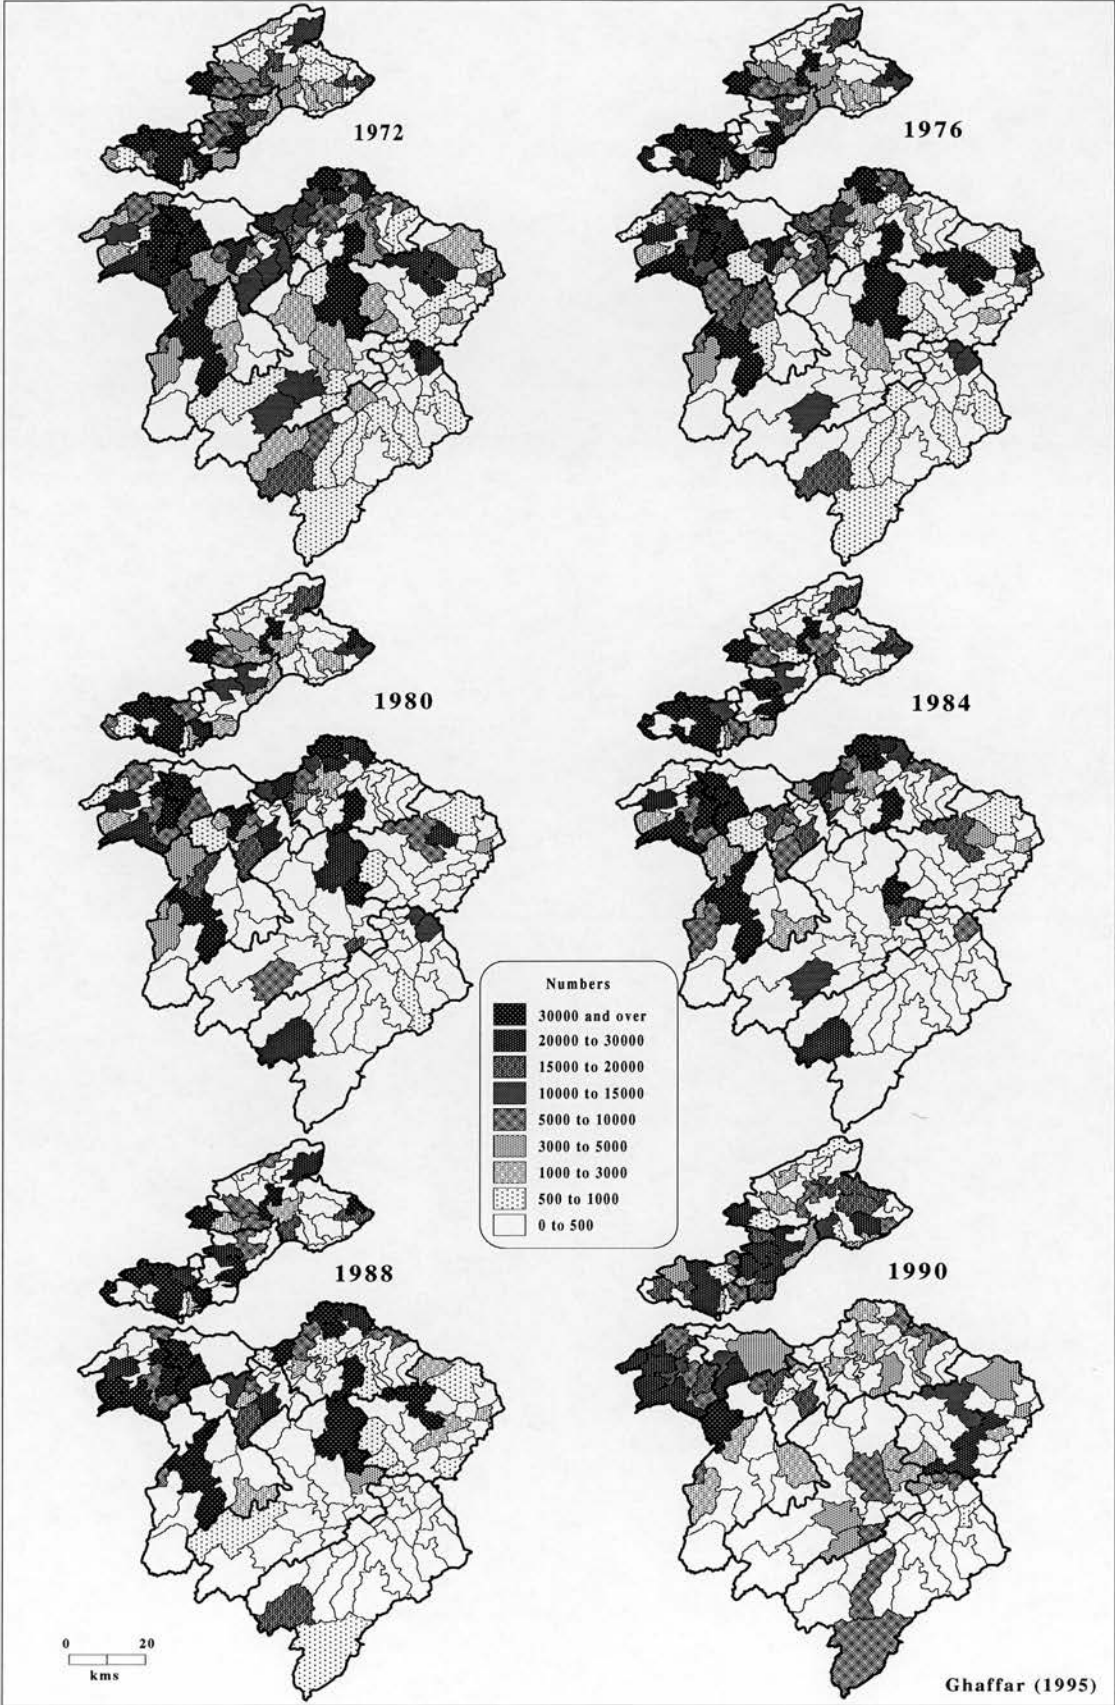 1972
1976
1980
1984
Numbers
30000 and over
20000 to 30000
15000 to 20000
10000 to 15000
5000 to 10000
3000 to 5000
1000 to 3000
500 to 1000
0 to 500
1988
1990
0 20
kms
Ghaffar (1995)